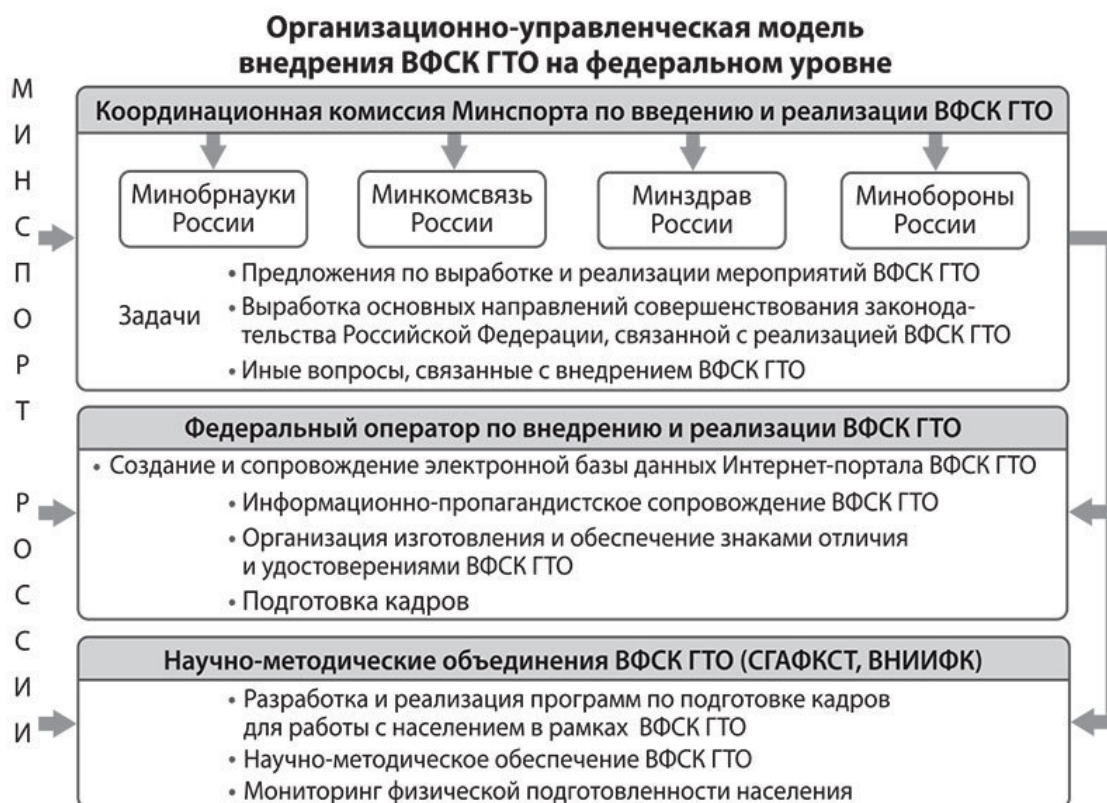 Организационно-управленческая модель
внедрения ВФСК ГТО на федеральном уровне
МИНСПОРТ РОССИИ
Координационная комиссия Минспорта по введению и реализации ВФСК ГТО
Минобрнауки
России
Минкомсвязь
России
Минздрав
России
Минобороны
России
Задачи
• Предложения по выработке и реализации мероприятий ВФСК ГТО
• Выработка основных направлений совершенствования законода-
тельства Российской Федерации, связанной с реализацией ВФСК ГТО
• Иные вопросы, связанные с внедрением ВФСК ГТО
Федеральный оператор по внедрению и реализации ВФСК ГТО
• Создание и сопровождение электронной базы данных Интернет-портала ВФСК ГТО
• Информационно-пропагандистское сопровождение ВФСК ГТО
• Организация изготовления и обеспечение знаками отличия
и удостоверениями ВФСК ГТО
• Подготовка кадров
Научно-методические объединения ВФСК ГТО (СГАФКСТ, ВНИИФК)
• Разработка и реализация программ по подготовке кадров
для работы с населением в рамках ВФСК ГТО
• Научно-методическое обеспечение ВФСК ГТО
• Мониторинг физической подготовленности населения